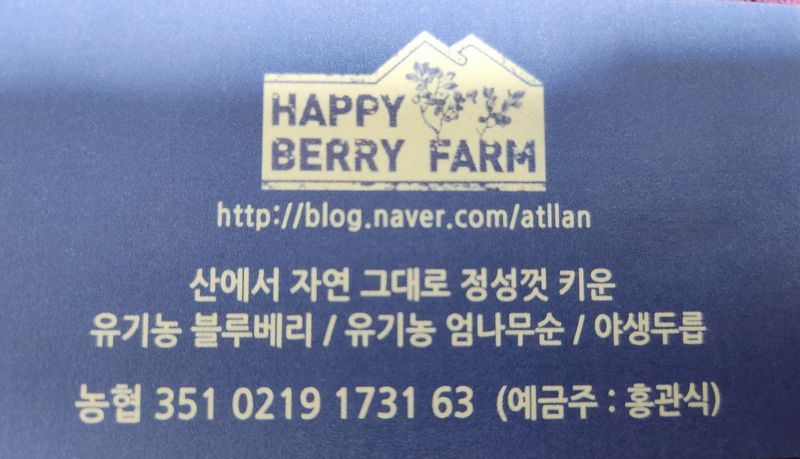 HAPPY
BERRY FARM
http://blog.naver.com/atllan
산에서 자연 그대로 정성껏 키운
유기농 블루베리 / 유기농 엄나무순 / 야생두릅
농협 351 0219 1731 63 (예금주 : 홍관식)